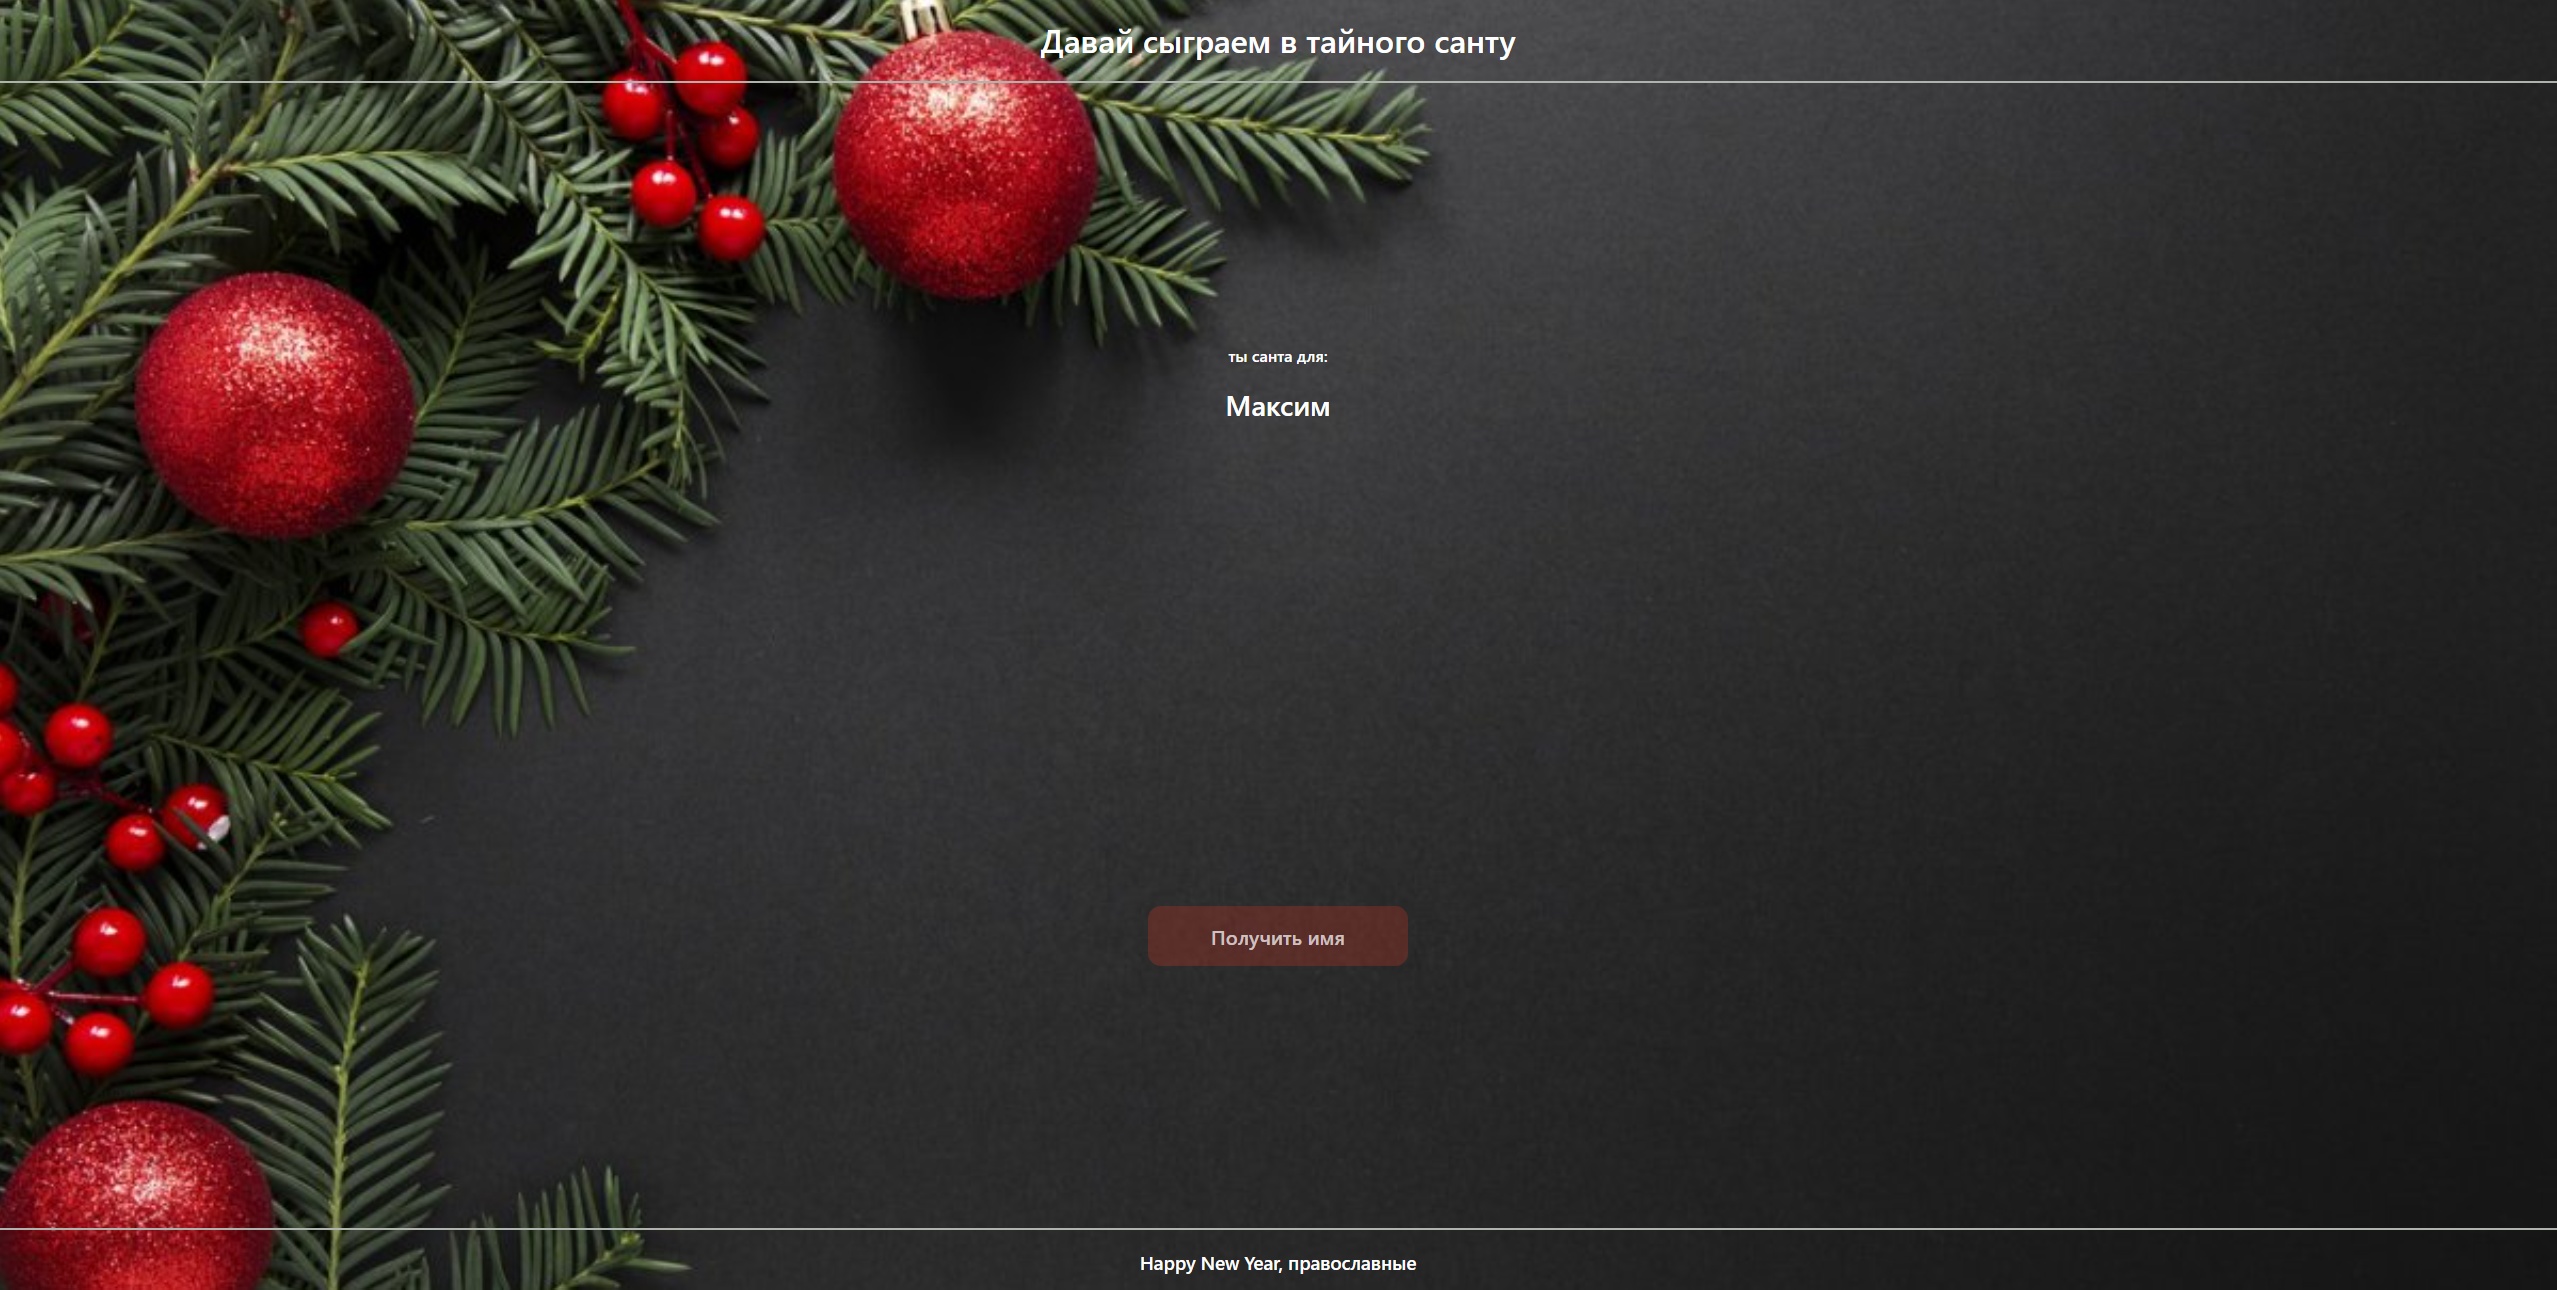 Давай сыграем в тайного санту
ты санта для:
Максим
Получить имя
Happy New Year, православные